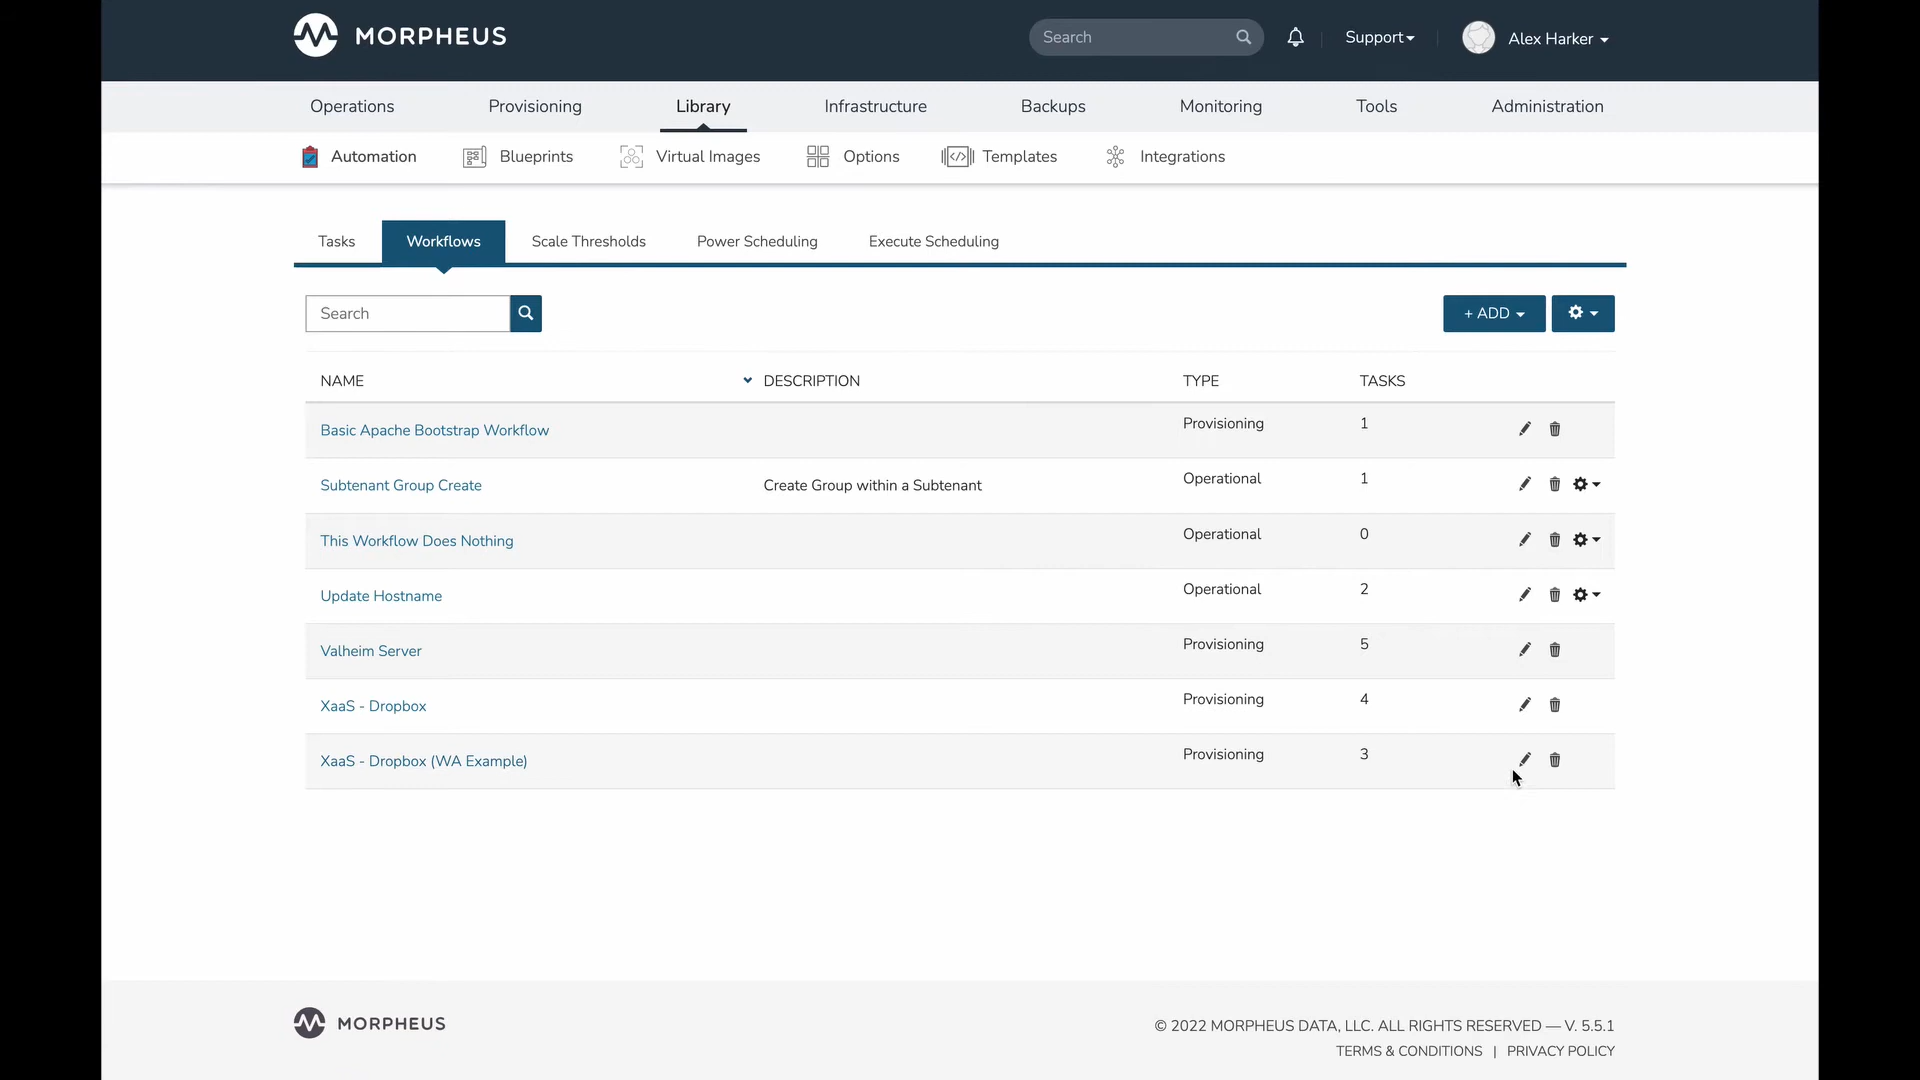 MORPHEUS
Search
Support
Alex Harker
Operations Provisioning Library Infrastructure Backups Monitoring Tools Administration
Automation Blueprints Virtual Images Options Templates Integrations
Tasks Workflows Scale Thresholds Power Scheduling Execute Scheduling
Search
+ ADD
NAME DESCRIPTION TYPE TASKS
Basic Apache Bootstrap Workflow Provisioning 1
Subtenant Group Create Create Group within a Subtenant Operational 1
This Workflow Does Nothing Operational 0
Update Hostname Operational 2
Valheim Server Provisioning 5
XaaS - Dropbox Provisioning 4
XaaS - Dropbox (WA Example) Provisioning 3
MORPHEUS
© 2022 MORPHEUS DATA, LLC. ALL RIGHTS RESERVED — V. 5.5.1
TERMS & CONDITIONS | PRIVACY POLICY